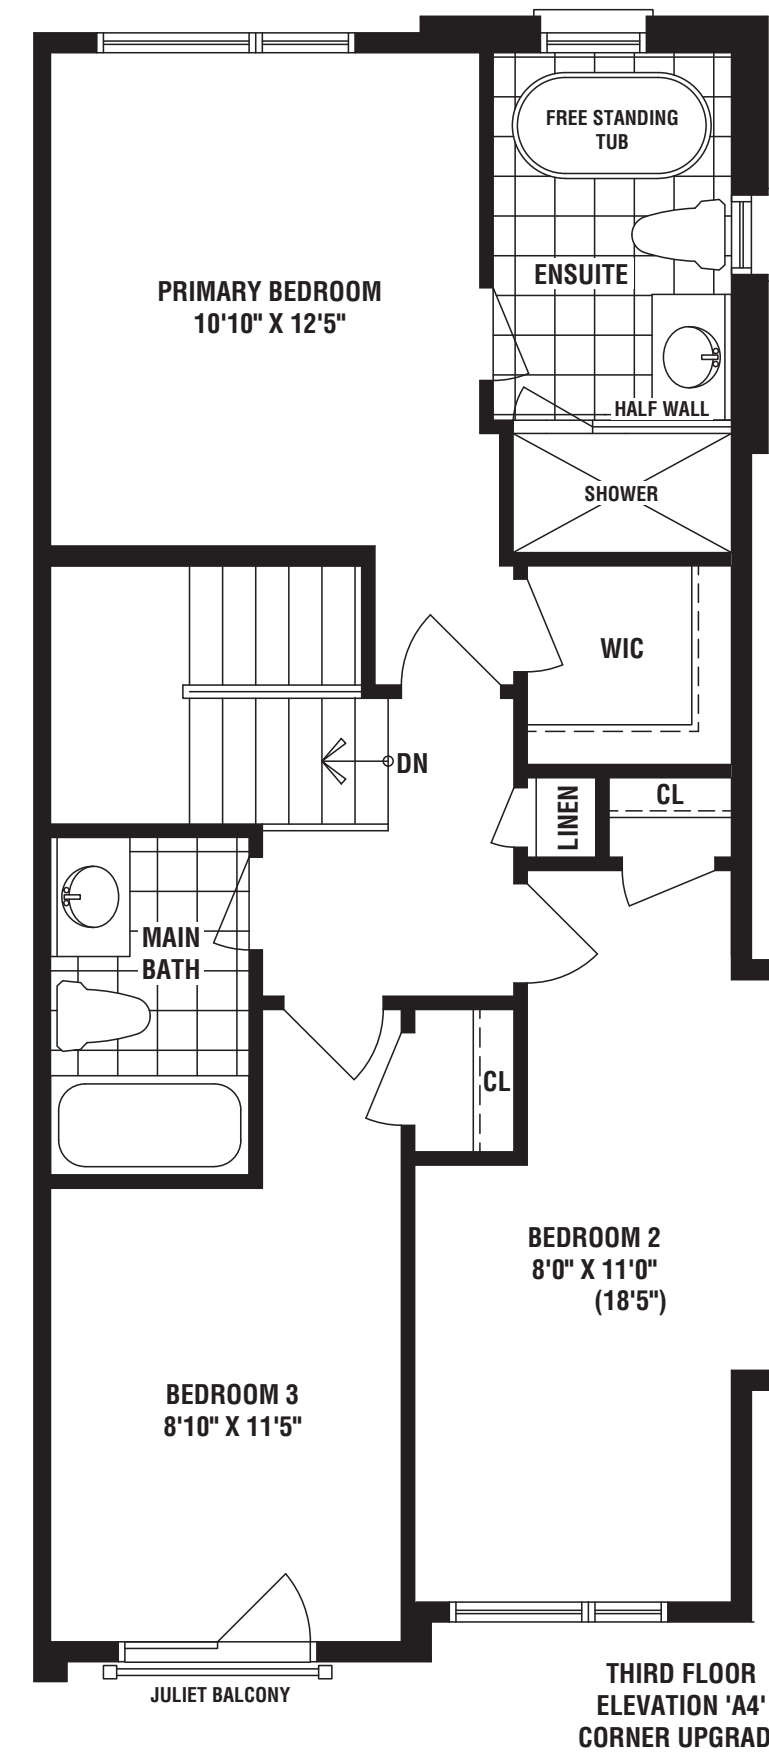 FREE STANDING
TUB
PRIMARY BEDROOM
10'10" X 12'5"
ENSUITE
HALF WALL
SHOWER
WIC
DN
LINEN
CL
MAIN
BATH
CL
BEDROOM 2
8'0" X 11'0"
(18'5")
BEDROOM 3
8'10" X 11'5"
JULIET BALCONY
THIRD FLOOR
ELEVATION 'A4'
CORNER UPGRAD